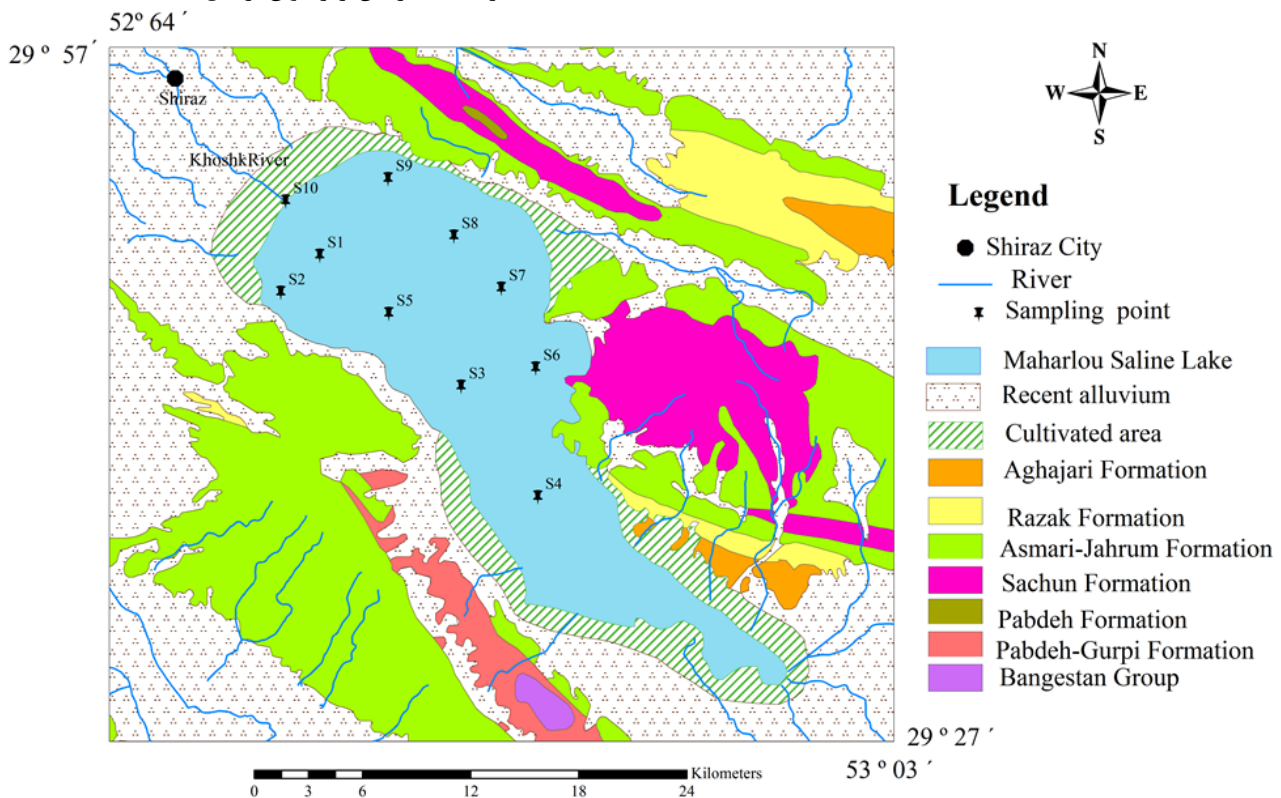 52 º 64 ´
29 º 57 ´
Shiraz
KhoshkRiver
S9
S10
S8
S1
S7
S2
S5
S6
S3
S4
N
W E
S
Legend
Shiraz City
River
Sampling point
Maharlou Saline Lake
Recent alluvium
Cultivated area
Aghajari Formation
Razak Formation
Asmari-Jahrum Formation
Sachun Formation
Pabdeh Formation
Pabdeh-Gurpi Formation
Bangestan Group
29 º 27 ´
53 º 03 ´
Kilometers
0 3 6 12 18 24